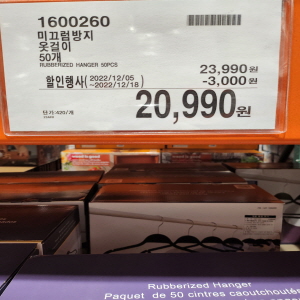 1600260
미끄럼방지
옷걸이
50개
RUBBERIZED HANGER 50PCS
23,990원
할인행사 (2022/12/05 ~2022/12/18) -3,000원
20,990원
단가:420/개
Rubberized Hanger
Paquet de 50 cintres caoutchoutés